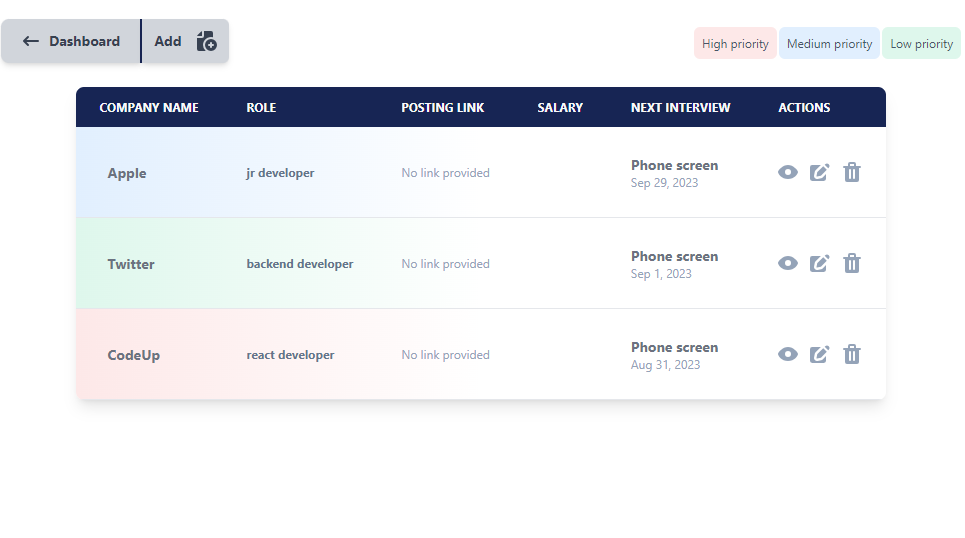 Dashboard Add High priority Medium priority Low priority
COMPANY NAME ROLE POSTING LINK SALARY NEXT INTERVIEW ACTIONS
Apple jr developer No link provided Phone screen
Sep 29, 2023
Twitter backend developer No link provided Phone screen
Sep 1, 2023
CodeUp react developer No link provided Phone screen
Aug 31, 2023